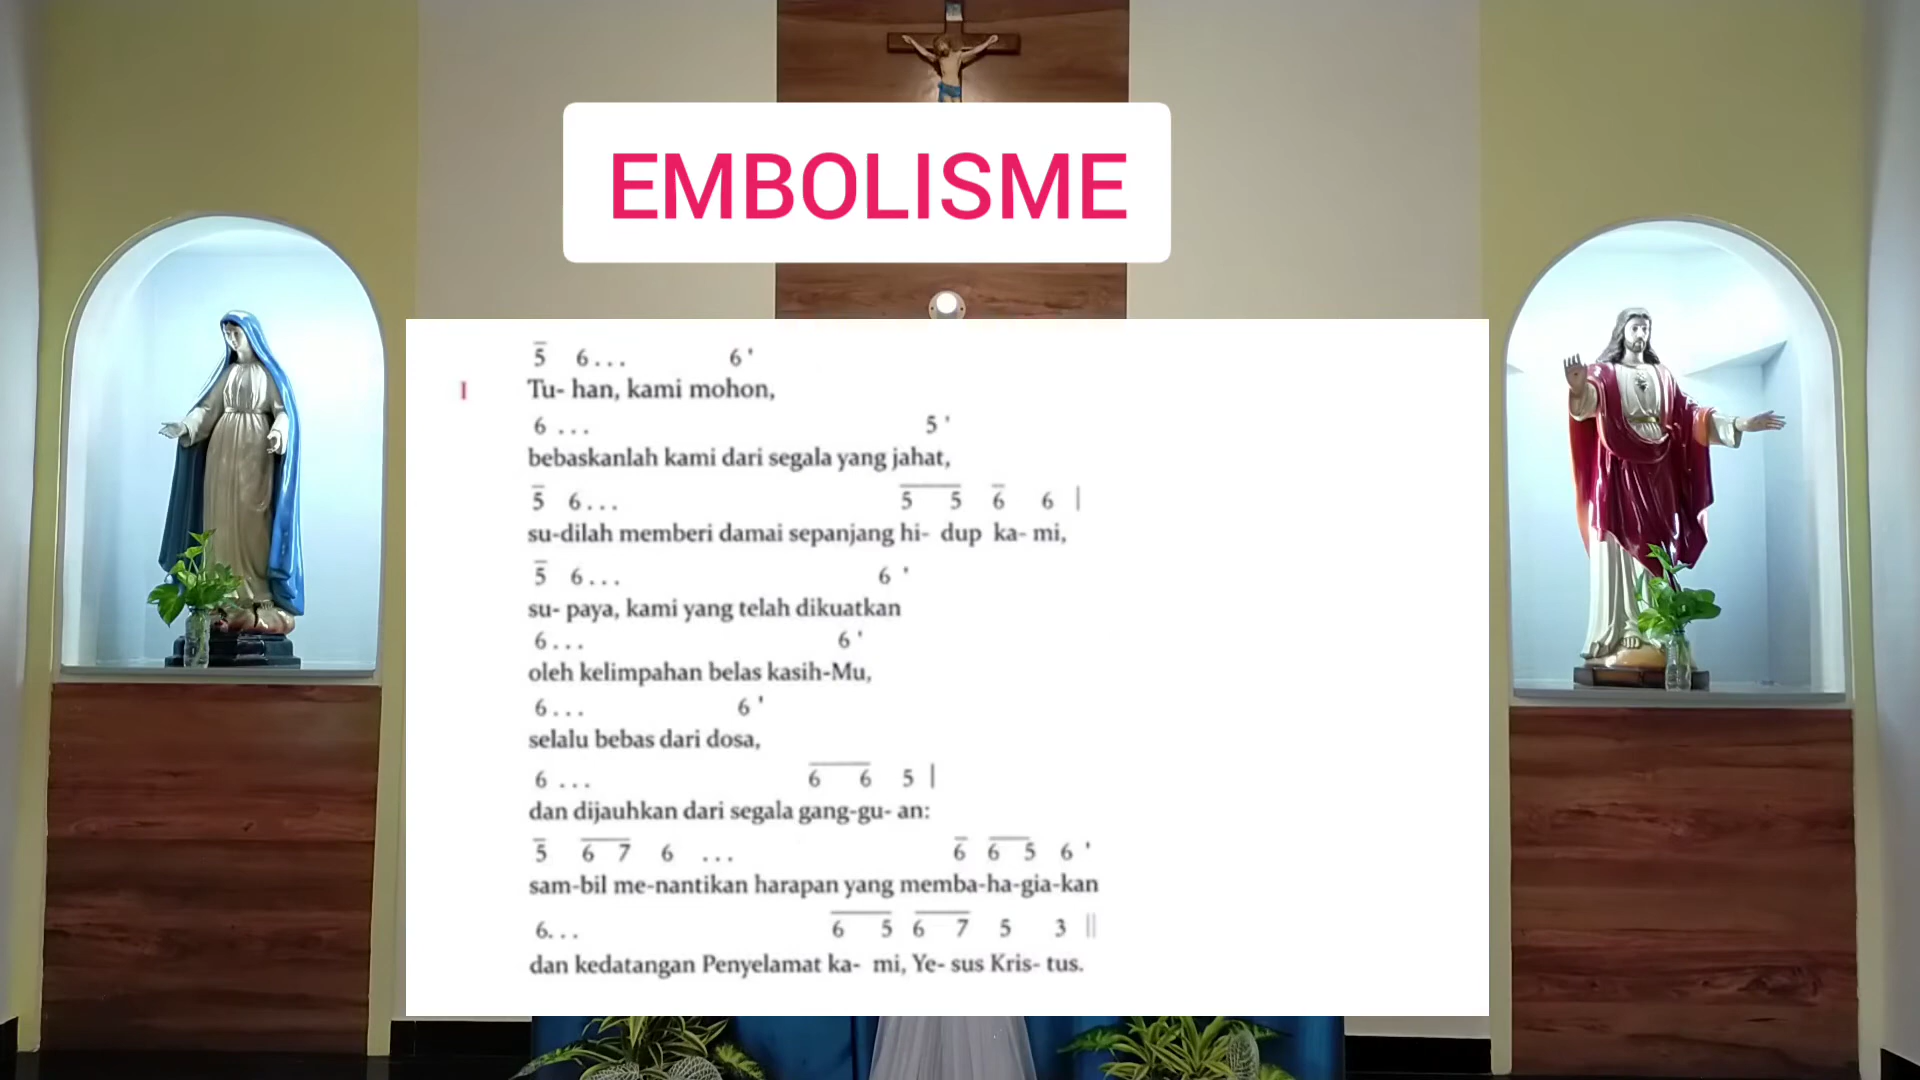 EMBOLISME
5 6... 6 '
I Tu- han, kami mohon,
6 ... 5 '
bebaskanlah kami dari segala yang jahat,
5 6... 5 5 6 6 |
su-dilah memberi damai sepanjang hi- dup ka- mi,
5 6... 6 '
su- paya, kami yang telah dikuatkan
6... 6 '
oleh kelimpahan belas kasih-Mu,
6... 6 '
selalu bebas dari dosa,
6 ... 6 6 5 |
dan dijauhkan dari segala gang-gu- an:
5 6 7 6 ... 6 6 5 6 '
sam-bil me-nantikan harapan yang memba-ha-gia-kan
6... 6 5 6 7 5 3 ||
dan kedatangan Penyelamat ka- mi, Ye- sus Kris- tus.